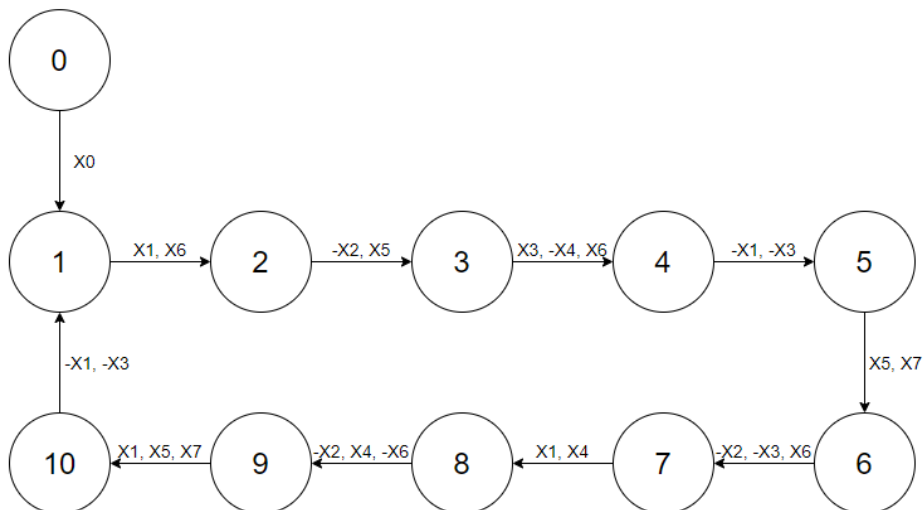 0
X0
1
X1, X6
2
-X2, X5
3
X3, -X4, X6
4
-X1, -X3
5
-X1, -X3
X5, X7
10
X1, X5, X7
9
-X2, X4, -X6
8
X1, X4
7
-X2, -X3, X6
6